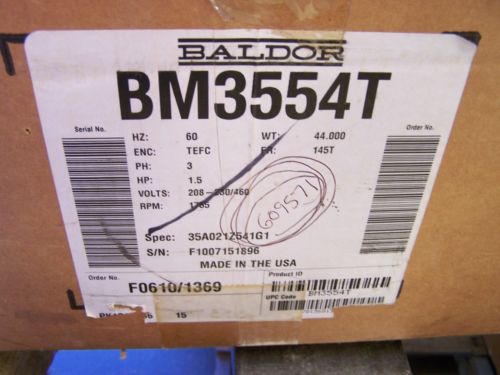 BALDOR
BM3554T
Serial No.
Order No.
HZ: 60 WT: 44.000
ENC: TEFC FR: 145T
PH: 3
HP: 1.5
VOLTS: 208-230/460
RPM: 1765
609571
Spec: 35A021Z541G1
S/N: F1007151896
MADE IN THE USA
Order No.
F0610/1369
Product ID
BM3554T
UPC Code
15